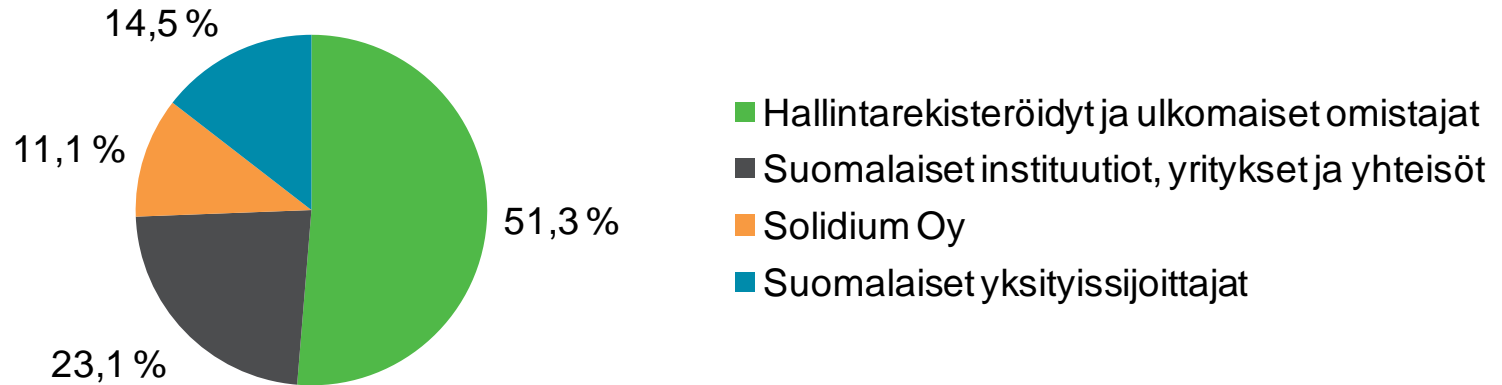 14,5 %
11,1 %
51,3 %
23,1 %
Hallintarekisteröidyt ja ulkomaiset omistajat
Suomalaiset instituutiot, yritykset ja yhteisöt
Solidium Oy
Suomalaiset yksityissijoittajat